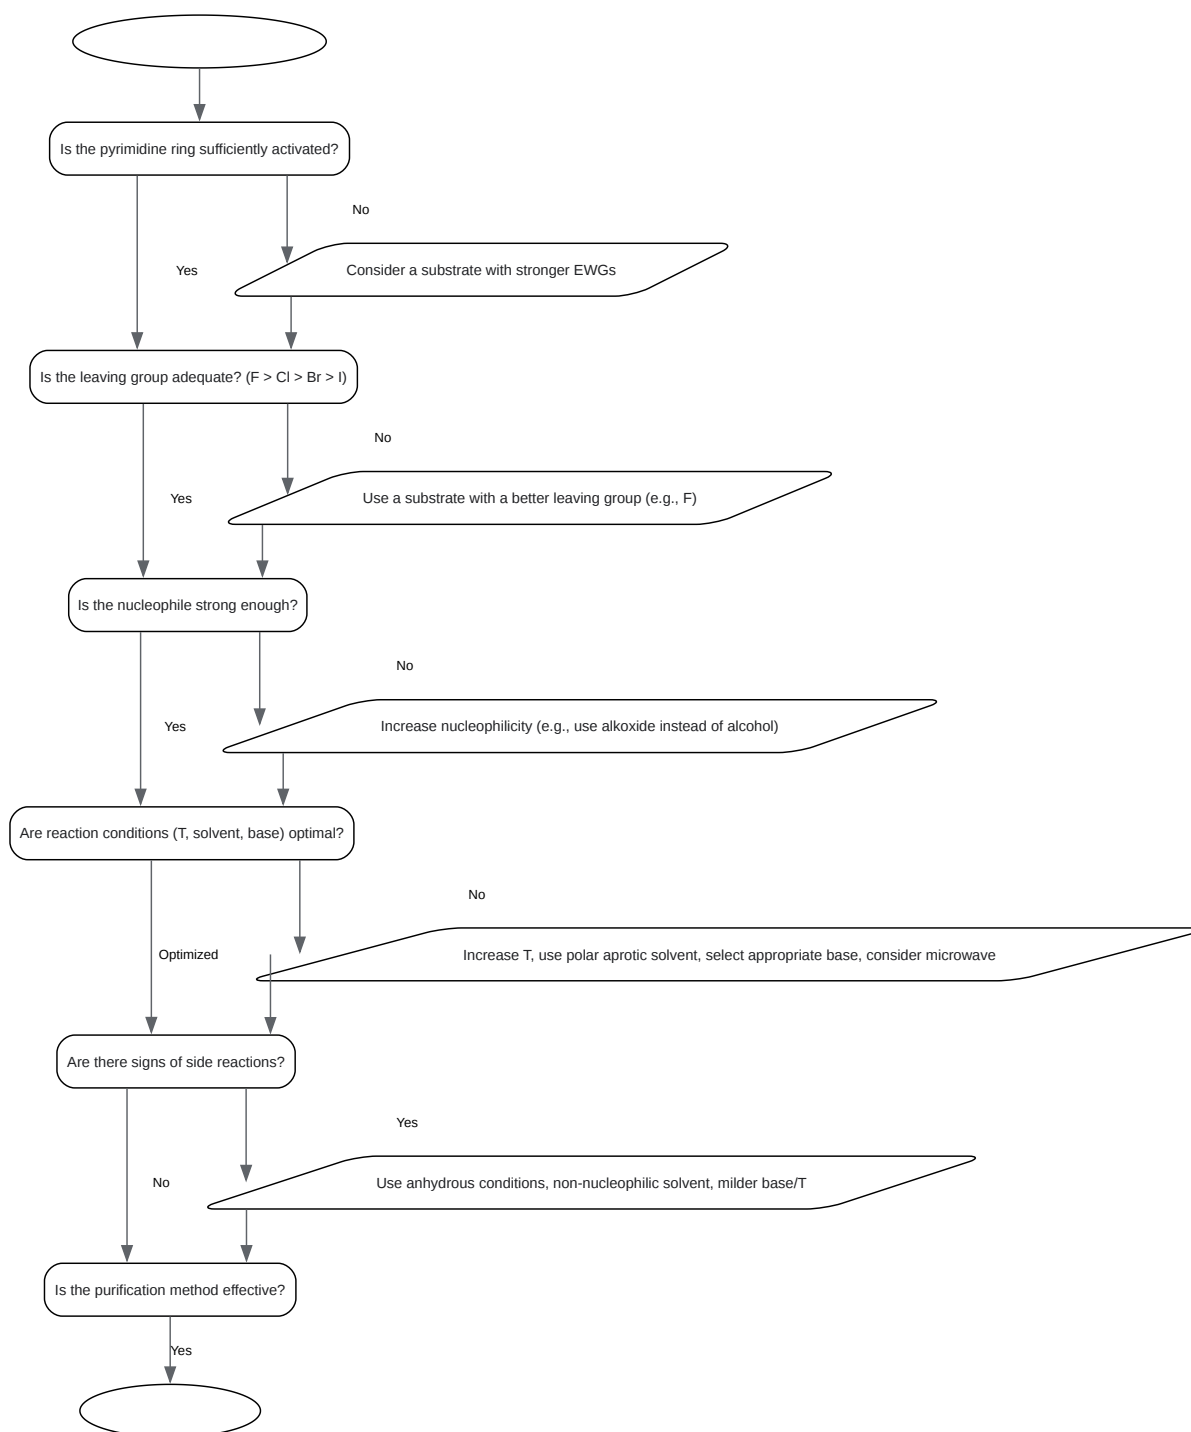 Is the pyrimidine ring sufficiently activated?
No
Yes
Consider a substrate with stronger EWGs
Is the leaving group adequate? (F > Cl > Br > I)
No
Yes
Use a substrate with a better leaving group (e.g., F)
Is the nucleophile strong enough?
No
Yes
Increase nucleophilicity (e.g., use alkoxide instead of alcohol)
Are reaction conditions (T, solvent, base) optimal?
No
Optimized
Increase T, use polar aprotic solvent, select appropriate base, consider microwave
Are there signs of side reactions?
Yes
No
Use anhydrous conditions, non-nucleophilic solvent, milder base/T
Is the purification method effective?
Yes